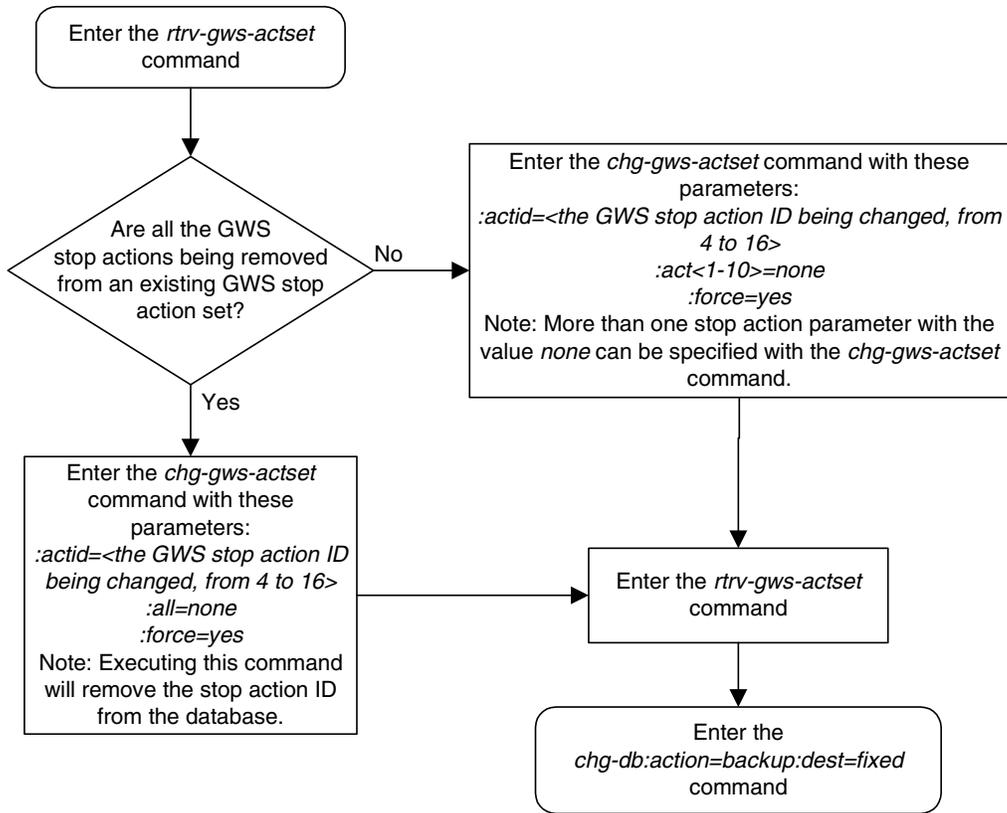 Enter the rtrv-gws-actset
command
Are all the GWS
stop actions being removed
from an existing GWS stop
action set?
No
Yes
Enter the chg-gws-actset command with these
parameters:
:actid=<the GWS stop action ID being changed, from
4 to 16>
:act<1-10>=none
:force=yes
Note: More than one stop action parameter with the
value none can be specified with the chg-gws-actset
command.
Enter the chg-gws-actset
command with these
parameters:
:actid=<the GWS stop action ID
being changed, from 4 to 16>
:all=none
:force=yes
Note: Executing this command
will remove the stop action ID
from the database.
Enter the rtrv-gws-actset
command
Enter the
chg-db:action=backup:dest=fixed
command